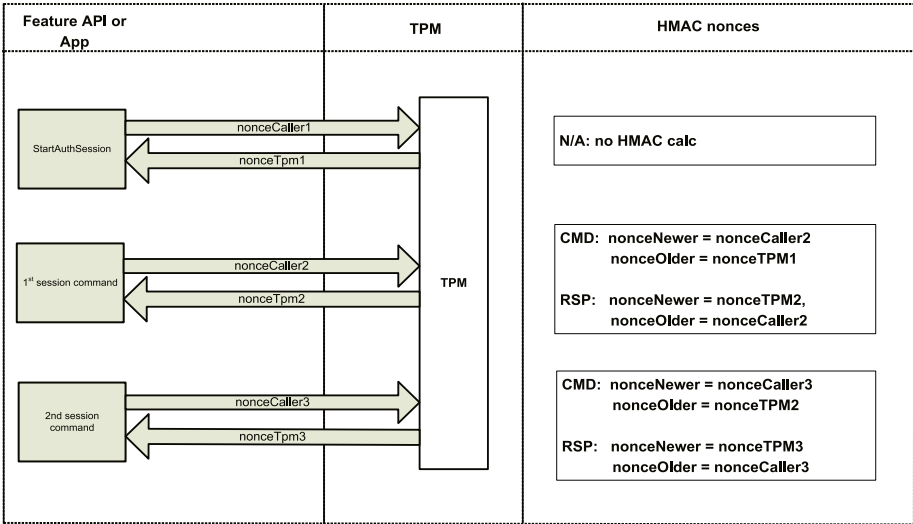 Feature API or
App
TPM
HMAC nonces
nonceCaller1
StartAuthSession
nonceTpm1
N/A: no HMAC calc
nonceCaller2
1st session command
nonceTpm2
TPM
CMD: nonceNewer = nonceCaller2
nonceOlder = nonceTPM1
RSP: nonceNewer = nonceTPM2,
nonceOlder = nonceCaller2
nonceCaller3
2nd session
command
nonceTpm3
CMD: nonceNewer = nonceCaller3
nonceOlder = nonceTPM2
RSP: nonceNewer = nonceTPM3
nonceOlder = nonceCaller3